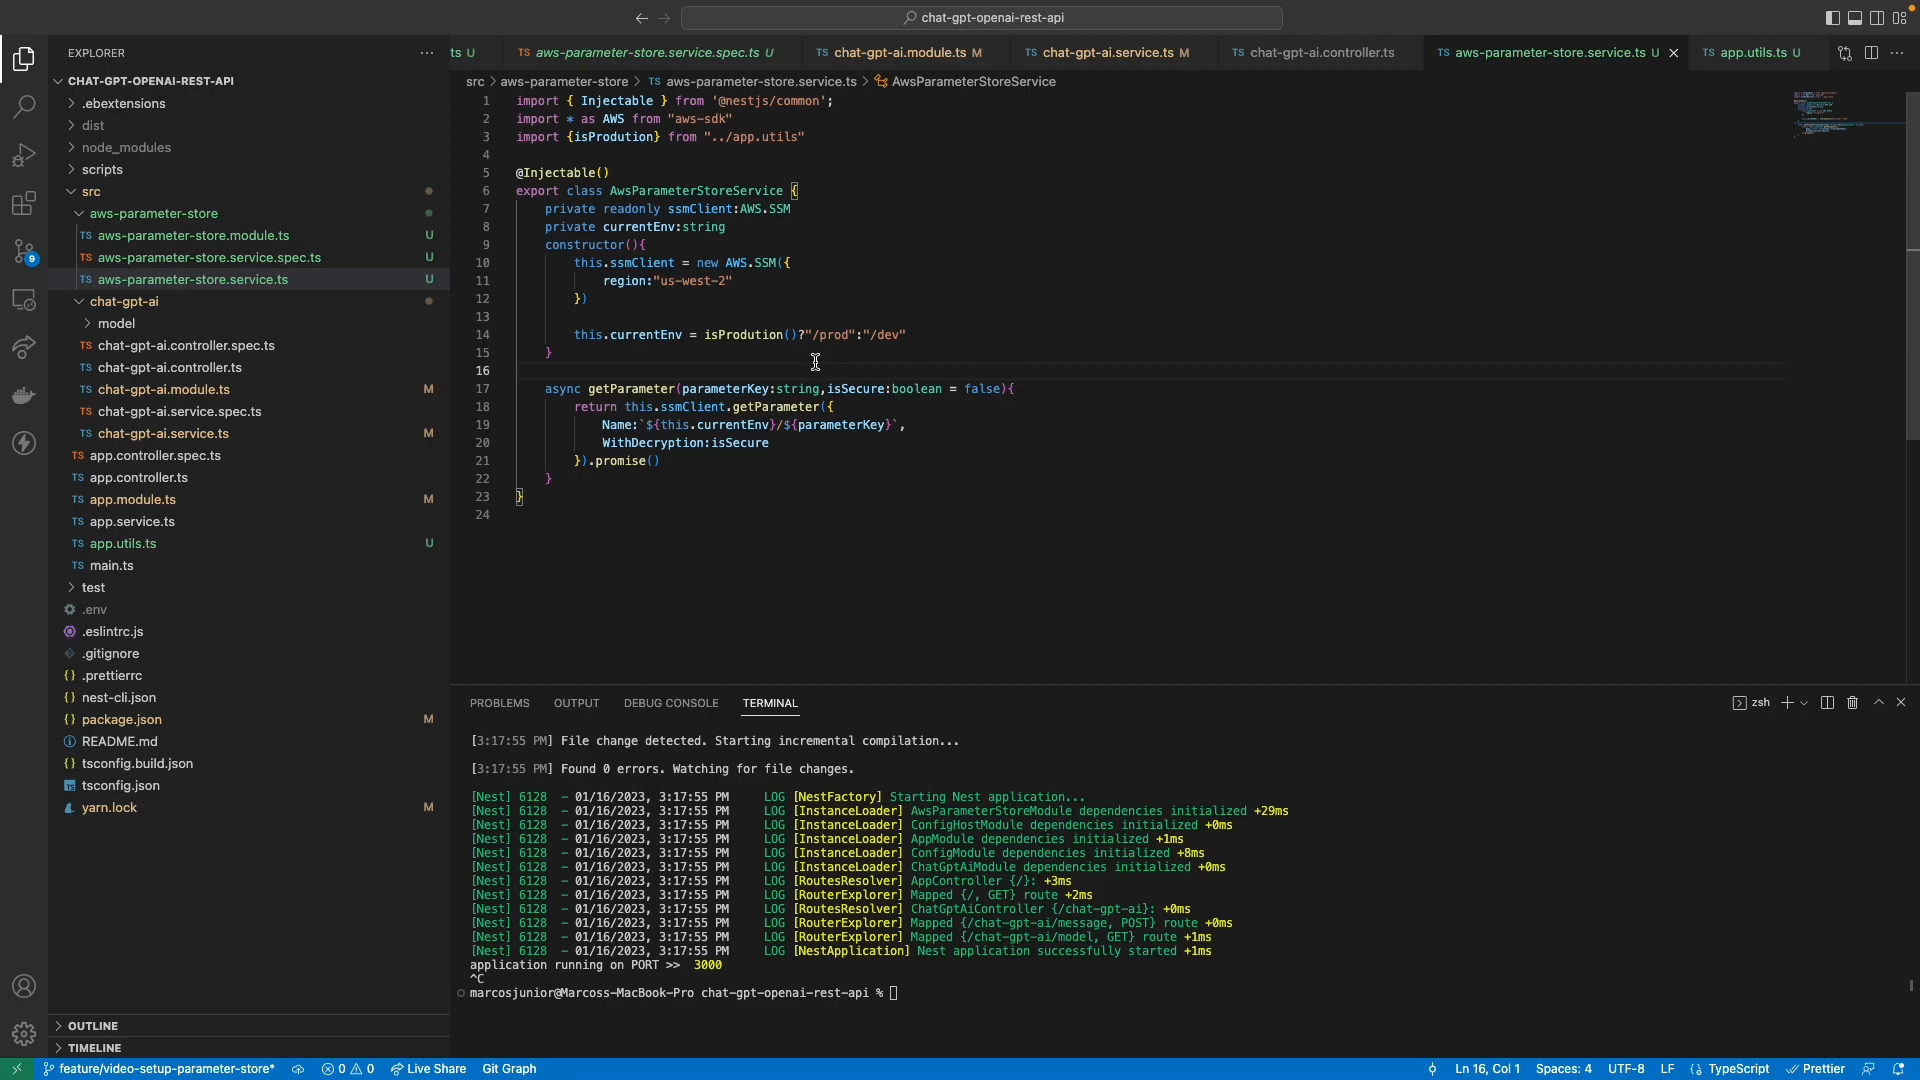 chat-gpt-openai-rest-api
EXPLORER
ts U
TS aws-parameter-store.service.spec.ts U
TS chat-gpt-ai.module.ts M
TS chat-gpt-ai.service.ts M
TS chat-gpt-ai.controller.ts
TS aws-parameter-store.service.ts U
TS app.utils.ts U
src > aws-parameter-store > TS aws-parameter-store.service.ts > AwsParameterStoreService
CHAT-GPT-OPENAI-REST-API
.ebextensions
dist
node_modules
scripts
src
aws-parameter-store
TS aws-parameter-store.module.ts U
TS aws-parameter-store.service.spec.ts U
TS aws-parameter-store.service.ts U
chat-gpt-ai
model
TS chat-gpt-ai.controller.spec.ts
TS chat-gpt-ai.controller.ts
TS chat-gpt-ai.module.ts M
TS chat-gpt-ai.service.spec.ts
TS chat-gpt-ai.service.ts M
TS app.controller.spec.ts
TS app.controller.ts
TS app.module.ts M
TS app.service.ts
TS app.utils.ts U
TS main.ts
test
.env
.eslintrc.js
.gitignore
{} .prettierrc
{} nest-cli.json
{} package.json M
README.md
{} tsconfig.build.json
TS tsconfig.json
yarn.lock M
OUTLINE
TIMELINE
9
1 import { Injectable } from '@nestjs/common';
2 import * as AWS from "aws-sdk"
3 import {isProdution} from "../app.utils"
4
5 @Injectable()
6 export class AwsParameterStoreService {
7 private readonly ssmClient:AWS.SSM
8 private currentEnv:string
9 constructor(){
10 this.ssmClient = new AWS.SSM({
11 region:"us-west-2"
12 })
13
14 this.currentEnv = isProdution()?"/prod":"/dev"
15 }
16
17 async getParameter(parameterKey:string,isSecure:boolean = false){
18 return this.ssmClient.getParameter({
19 Name:`${this.currentEnv}/${parameterKey}`,
20 WithDecryption:isSecure
21 }).promise()
22 }
23 }
24
PROBLEMS OUTPUT DEBUG CONSOLE TERMINAL
zsh
[3:17:55 PM] File change detected. Starting incremental compilation...
[3:17:55 PM] Found 0 errors. Watching for file changes.
[Nest] 6128 - 01/16/2023, 3:17:55 PM LOG [NestFactory] Starting Nest application...
[Nest] 6128 - 01/16/2023, 3:17:55 PM LOG [InstanceLoader] AwsParameterStoreModule dependencies initialized +29ms
[Nest] 6128 - 01/16/2023, 3:17:55 PM LOG [InstanceLoader] ConfigHostModule dependencies initialized +0ms
[Nest] 6128 - 01/16/2023, 3:17:55 PM LOG [InstanceLoader] AppModule dependencies initialized +1ms
[Nest] 6128 - 01/16/2023, 3:17:55 PM LOG [InstanceLoader] ConfigModule dependencies initialized +8ms
[Nest] 6128 - 01/16/2023, 3:17:55 PM LOG [InstanceLoader] ChatGptAiModule dependencies initialized +0ms
[Nest] 6128 - 01/16/2023, 3:17:55 PM LOG [RoutesResolver] AppController {/}: +3ms
[Nest] 6128 - 01/16/2023, 3:17:55 PM LOG [RouterExplorer] Mapped {/, GET} route +2ms
[Nest] 6128 - 01/16/2023, 3:17:55 PM LOG [RoutesResolver] ChatGptAiController {/chat-gpt-ai}: +0ms
[Nest] 6128 - 01/16/2023, 3:17:55 PM LOG [RouterExplorer] Mapped {/chat-gpt-ai/message, POST} route +0ms
[Nest] 6128 - 01/16/2023, 3:17:55 PM LOG [RouterExplorer] Mapped {/chat-gpt-ai/model, GET} route +1ms
[Nest] 6128 - 01/16/2023, 3:17:55 PM LOG [NestApplication] Nest application successfully started +1ms
application running on PORT >> 3000
^C
marcosjunior@Marcoss-MacBook-Pro chat-gpt-openai-rest-api %
feature/video-setup-parameter-store* 0 0 Live Share Git Graph Ln 16, Col 1 Spaces: 4 UTF-8 LF {} TypeScript Prettier